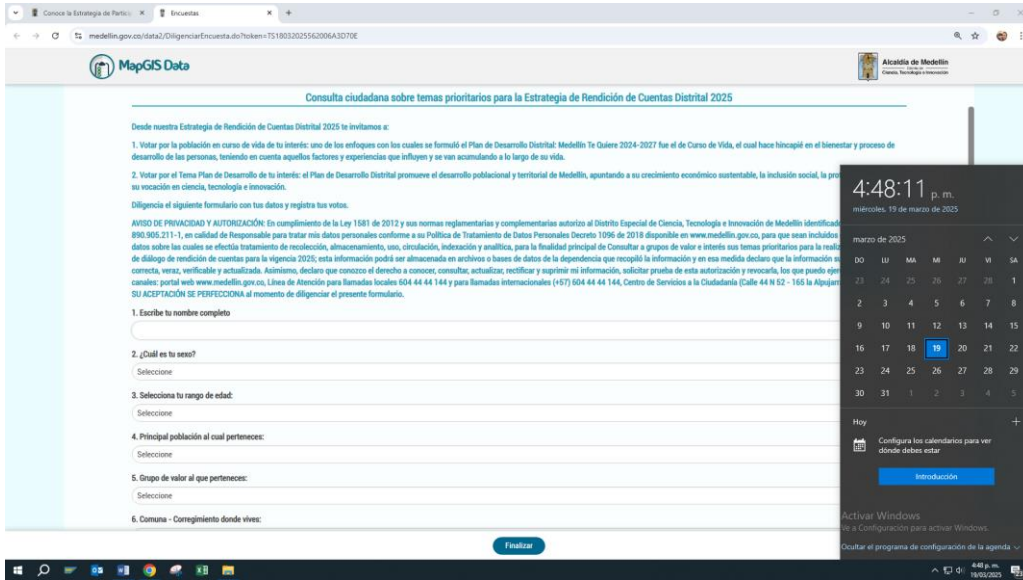 Conoce la Estrategia de Partici
Encuestas
medellin.gov.co/data2/DiligenciarEncuesta.do?token=TS18032025562006A3D70E
MapGIS Data
Alcaldía de Medellín
Ciencia, Tecnología e Innovación
Consulta ciudadana sobre temas prioritarios para la Estrategia de Rendición de Cuentas Distrital 2025
Desde nuestra Estrategia de Rendición de Cuentas Distrital 2025 te invitamos a:
1. Votar por la población en curso de vida de tu interés: uno de los enfoques con los cuales se formuló el Plan de Desarrollo Distrital: Medellín Te Quiere 2024-2027 fue el de Curso de Vida, el cual hace hincapié en el bienestar y proceso de
desarrollo de las personas, teniendo en cuenta aquellos factores y experiencias que influyen y se van acumulando a lo largo de su vida.
2. Votar por el Tema Plan de Desarrollo de tu interés: el Plan de Desarrollo Distrital promueve el desarrollo poblacional y territorial de Medellín, apuntando a su crecimiento económico sustentable, la inclusión social, la pro
su vocación en ciencia, tecnología e innovación.
Diligencia el siguiente formulario con tus datos y registra tus votos.
AVISO DE PRIVACIDAD Y AUTORIZACIÓN: En cumplimiento de la Ley 1581 de 2012 y sus normas reglamentarias y complementarias autorizo al Distrito Especial de Ciencia, Tecnología e Innovación de Medellín identificado
890.905.211-1, en calidad de Responsable para tratar mis datos personales conforme a su Política de Tratamiento de Datos Personales Decreto 1096 de 2018 disponible en www.medellin.gov.co, para que sean incluidos
datos sobre las cuales se efectúa tratamiento de recolección, almacenamiento, uso, circulación, indexación y analítica, para la finalidad principal de Consultar a grupos de valor e interés sus temas prioritarios para la realiz
de diálogo de rendición de cuentas para la vigencia 2025; esta información podrá ser almacenada en archivos o bases de datos de la dependencia que recopiló la información y en esa medida declaro que la información su
correcta, veraz, verificable y actualizada. Asimismo, declaro que conozco el derecho a conocer, consultar, actualizar, rectificar y suprimir mi información, solicitar prueba de esta autorización y revocarla, los que puedo ejer
canales: portal web www.medellin.gov.co, Línea de Atención para llamadas locales 604 44 44 144 y para llamadas internacionales (+57) 604 44 44 144, Centro de Servicios a la Ciudadanía (Calle 44 N 52 - 165 la Alpujarr
SU ACEPTACIÓN SE PERFECCIONA al momento de diligenciar el presente formulario.
1. Escribe tu nombre completo
2. ¿Cuál es tu sexo?
Seleccione
3. Selecciona tu rango de edad:
Seleccione
4. Principal población al cual perteneces:
Seleccione
5. Grupo de valor al que perteneces:
Seleccione
6. Comuna - Corregimiento donde vives:
Finalizar
4:48:11 p. m.
miércoles, 19 de marzo de 2025
marzo de 2025
DO LU MA MI JU VI SA
23 24 25 26 27 28 1
2 3 4 5 6 7 8
9 10 11 12 13 14 15
16 17 18 19 20 21 22
23 24 25 26 27 28 29
30 31 1 2 3 4 5
Hoy
Configura los calendarios para ver
dónde debes estar
Introducción
Activar Windows
Ve a Configuración para activar Windows.
Ocultar el programa de configuración de la agenda
4:48 p. m.
19/03/2025